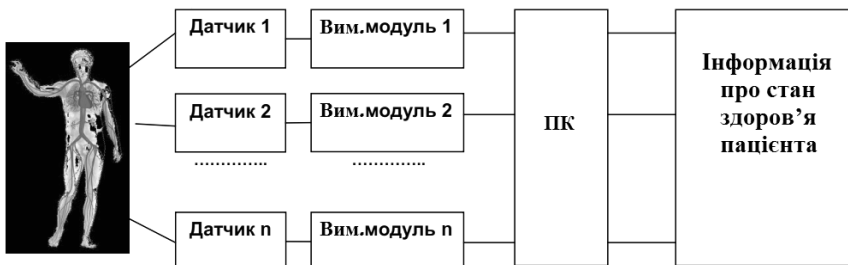 Датчик 1
Вим.модуль 1
Датчик 2
Вим.модуль 2
…………..
…………..
Датчик n
Вим.модуль n
ПК
Інформація
про стан
здоров’я
пацієнта